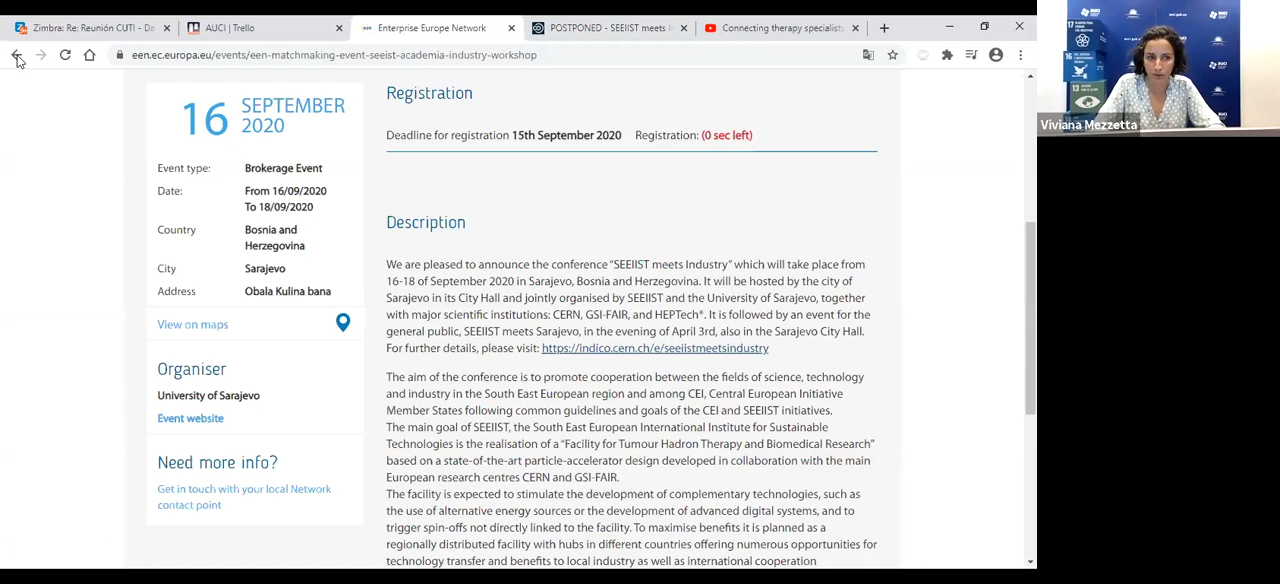 Zimbra: Re: Reunión CUTI - Da
AUCI | Trello
Enterprise Europe Network
POSTPONED - SEEIIST meets I
Connecting therapy specialists
een.ec.europa.eu/events/een-matchmaking-event-seeist-academia-industry-workshop
16
SEPTEMBER
2020
Event type: Brokerage Event
Date: From 16/09/2020
To 18/09/2020
Country Bosnia and
Herzegovina
City Sarajevo
Address Obala Kulina bana
View on maps
Organiser
University of Sarajevo
Event website
Need more info?
Get in touch with your local Network
contact point
Registration
Deadline for registration 15th September 2020 Registration: (0 sec left)
Description
We are pleased to announce the conference “SEEIIST meets Industry” which will take place from
16-18 of September 2020 in Sarajevo, Bosnia and Herzegovina. It will be hosted by the city of
Sarajevo in its City Hall and jointly organised by SEEIIST and the University of Sarajevo, together
with major scientific institutions: CERN, GSI-FAIR, and HEPTech*. It is followed by an event for the
general public, SEEIIST meets Sarajevo, in the evening of April 3rd, also in the Sarajevo City Hall.
For further details, please visit: https://indico.cern.ch/e/seeiistmeetsindustry
The aim of the conference is to promote cooperation between the fields of science, technology
and industry in the South East European region and among CEI, Central European Initiative
Member States following common guidelines and goals of the CEI and SEEIIST initiatives.
The main goal of SEEIIST, the South East European International Institute for Sustainable
Technologies is the realisation of a “Facility for Tumour Hadron Therapy and Biomedical Research”
based on a state-of-the-art particle-accelerator design developed in collaboration with the main
European research centres CERN and GSI-FAIR.
The facility is expected to stimulate the development of complementary technologies, such as
the use of alternative energy sources or the development of advanced digital systems, and to
trigger spin-offs not directly linked to the facility. To maximise benefits it is planned as a
regionally distributed facility with hubs in different countries offering numerous opportunities for
technology transfer and benefits to local industry as well as international cooperation
Viviana Mezzetta
17
16
13
AUCI